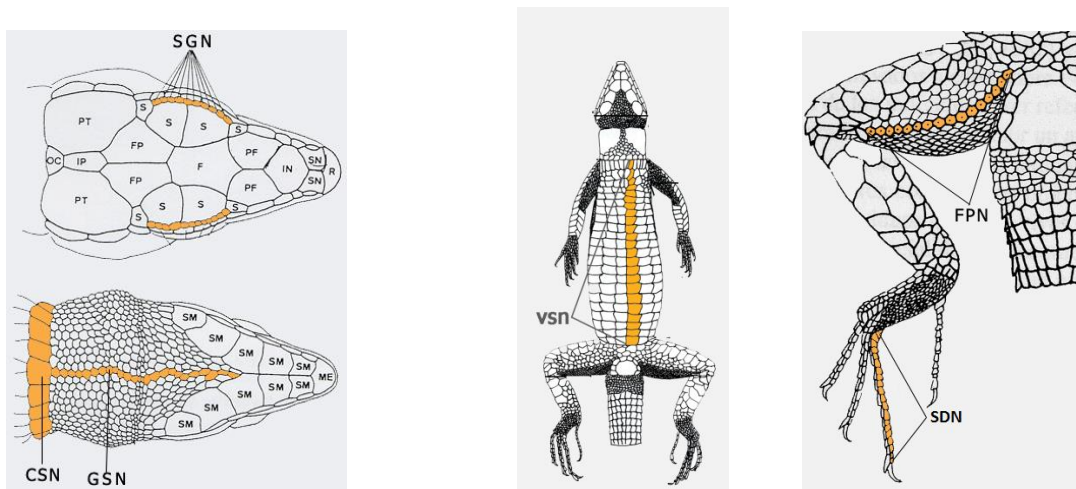 SGN
S S S S
PT FP PF SN
OC IP F IN R
FP PF SN
PT S S S S
SM
SM
SM SM SM
ME
SM SM SM
SM
SM
CSN GSN
vsn
FPN
SDN